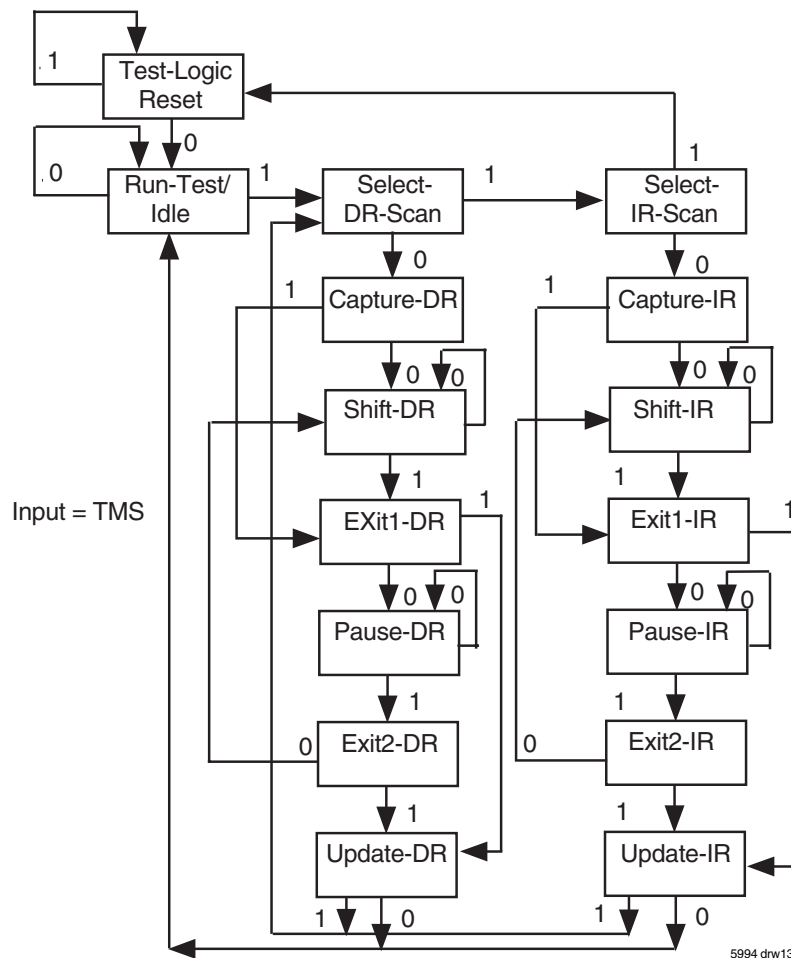 1
Test-Logic
Reset
0
1
0
Run-Test/
Idle
1
Select-
DR-Scan
1
Select-
IR-Scan
0
0
1
Capture-DR
1
Capture-IR
0
0
0
0
Shift-DR
Shift-IR
1
1
Input = TMS
EXit1-DR
1
Exit1-IR
1
0
0
0
0
Pause-DR
Pause-IR
1
1
0
Exit2-DR
0
Exit2-IR
1
1
Update-DR
Update-IR
1
0
1
0
5994 drw13